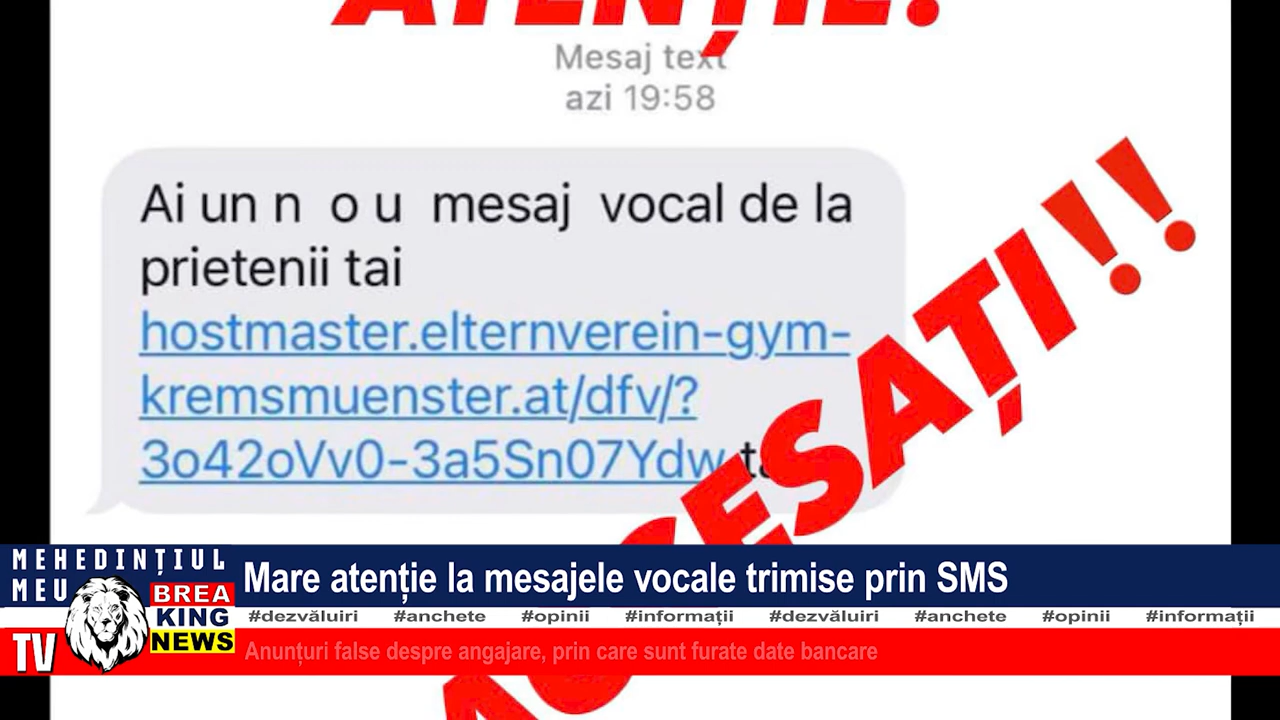 ATENȚIE!
Mesaj text
azi 19:58
Ai un n o u mesaj vocal de la
prietenii tai
hostmaster.elternverein-gym-
kremsmuenster.at/dfv/?
3o42oVv0-3a5Sn07Ydw
ACCESAȚI!!
MEHEDINȚIUL
MEU
BREA
KING
NEWS
TV
Mare atenție la mesajele vocale trimise prin SMS
#dezvăluiri #anchete #opinii #informații #dezvăluiri #anchete #opinii #informații
Anunțuri false despre angajare, prin care sunt furate date bancare